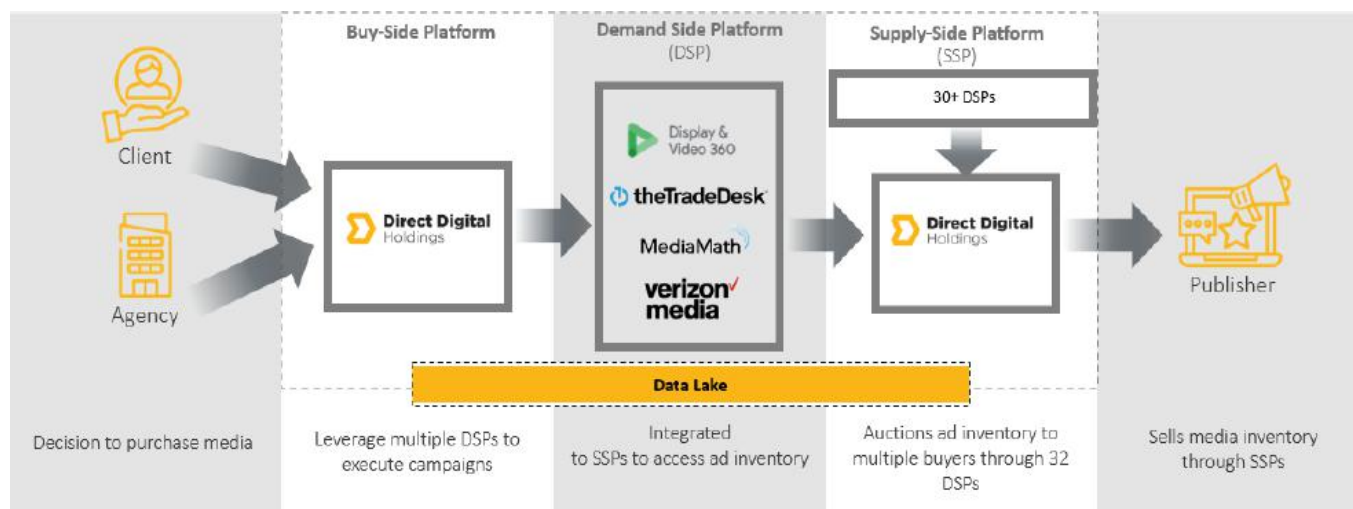 Buy-Side Platform
Demand Side Platform
(DSP)
Supply-Side Platform
(SSP)
30+ DSPs
Client
Agency
Direct Digital
Holdings
Display &
Video 360
theTradeDesk
MediaMath
verizon
media
Direct Digital
Holdings
Publisher
Data Lake
Decision to purchase media
Leverage multiple DSPs to
execute campaigns
Integrated
to SSPs to access ad inventory
Auctions ad inventory to
multiple buyers through 32
DSPs
Sells media inventory
through SSPs